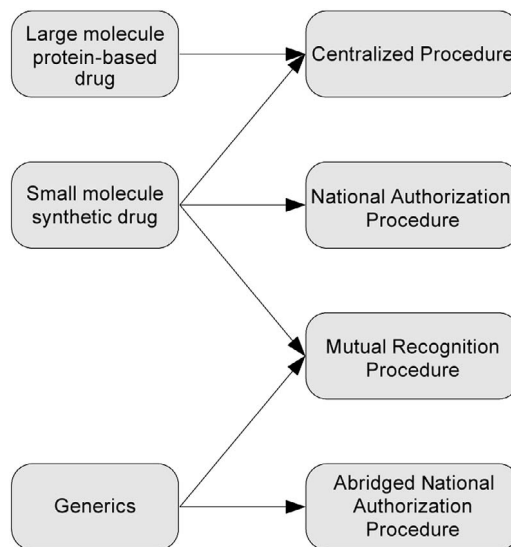 Large molecule
protein-based
drug
Centralized Procedure
Small molecule
synthetic drug
National Authorization
Procedure
Mutual Recognition
Procedure
Generics
Abridged National
Authorization
Procedure